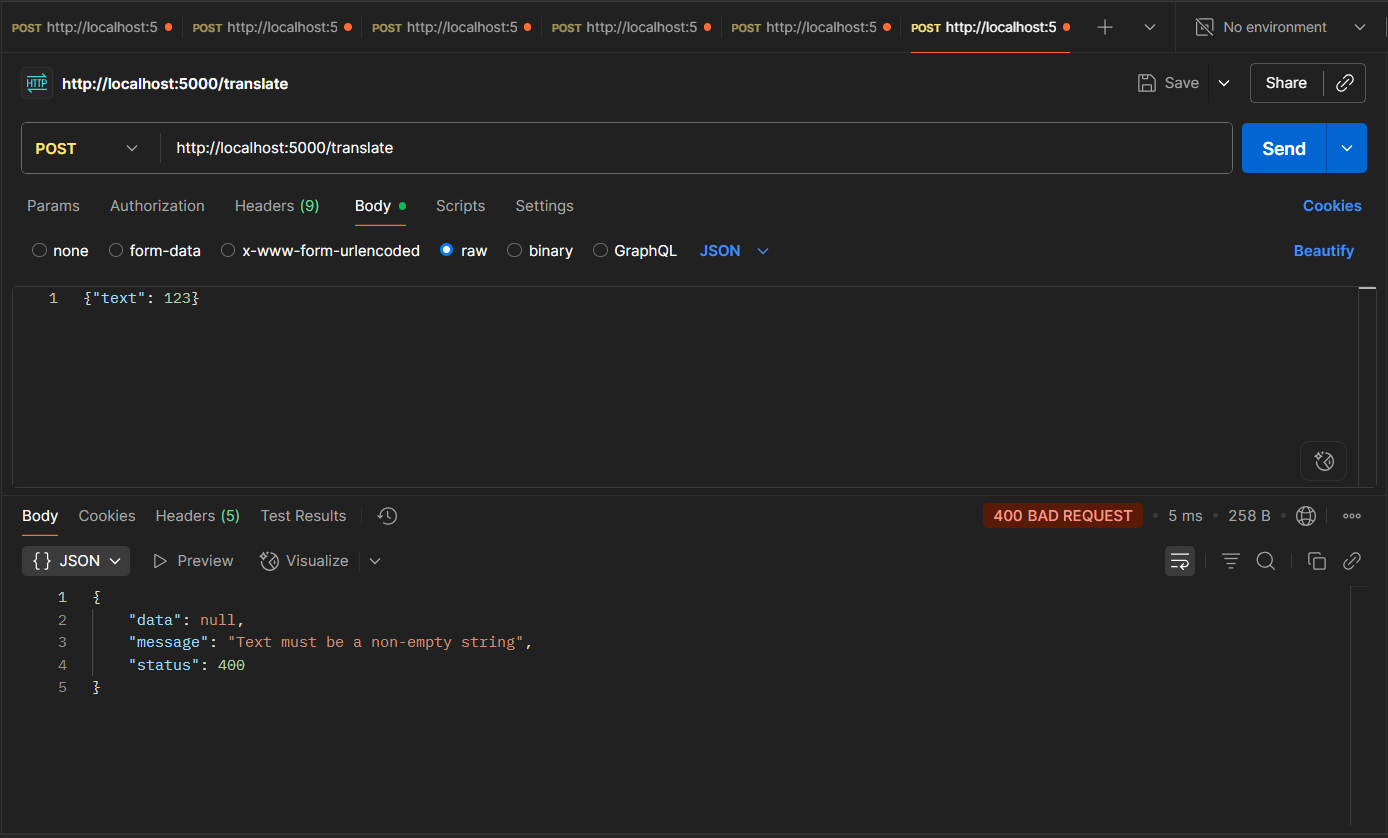 POST http://localhost:5 POST http://localhost:5 POST http://localhost:5 POST http://localhost:5 POST http://localhost:5 POST http://localhost:5 No environment
HTTP http://localhost:5000/translate Save Share
POST http://localhost:5000/translate Send
Params Authorization Headers (9) Body Scripts Settings Cookies
none form-data x-www-form-urlencoded raw binary GraphQL JSON Beautify
1 {"text": 123}
Body Cookies Headers (5) Test Results 400 BAD REQUEST 5 ms 258 B
{} JSON Preview Visualize
1 {
2 "data": null,
3 "message": "Text must be a non-empty string",
4 "status": 400
5 }